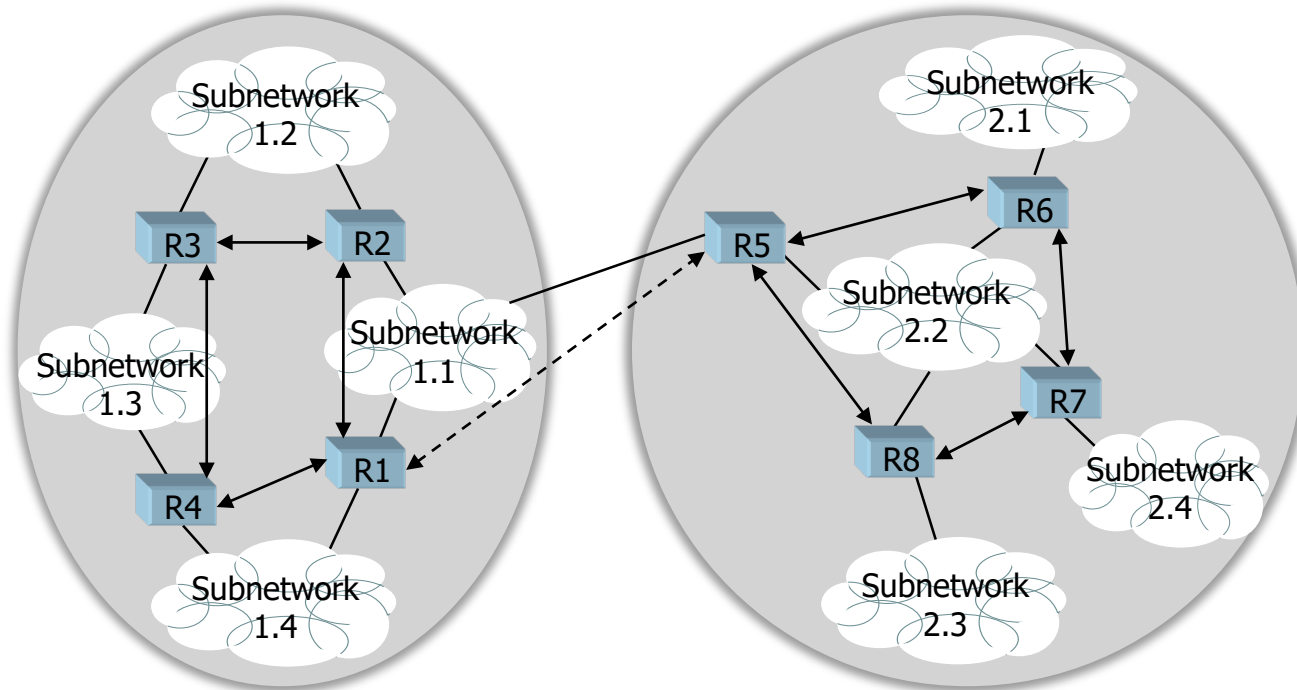 Subnetwork
1.2
R3
R2
Subnetwork
1.3
Subnetwork
1.1
R4
R1
Subnetwork
1.4
Subnetwork
2.1
R5
R6
Subnetwork
2.2
R7
R8
Subnetwork
2.4
Subnetwork
2.3